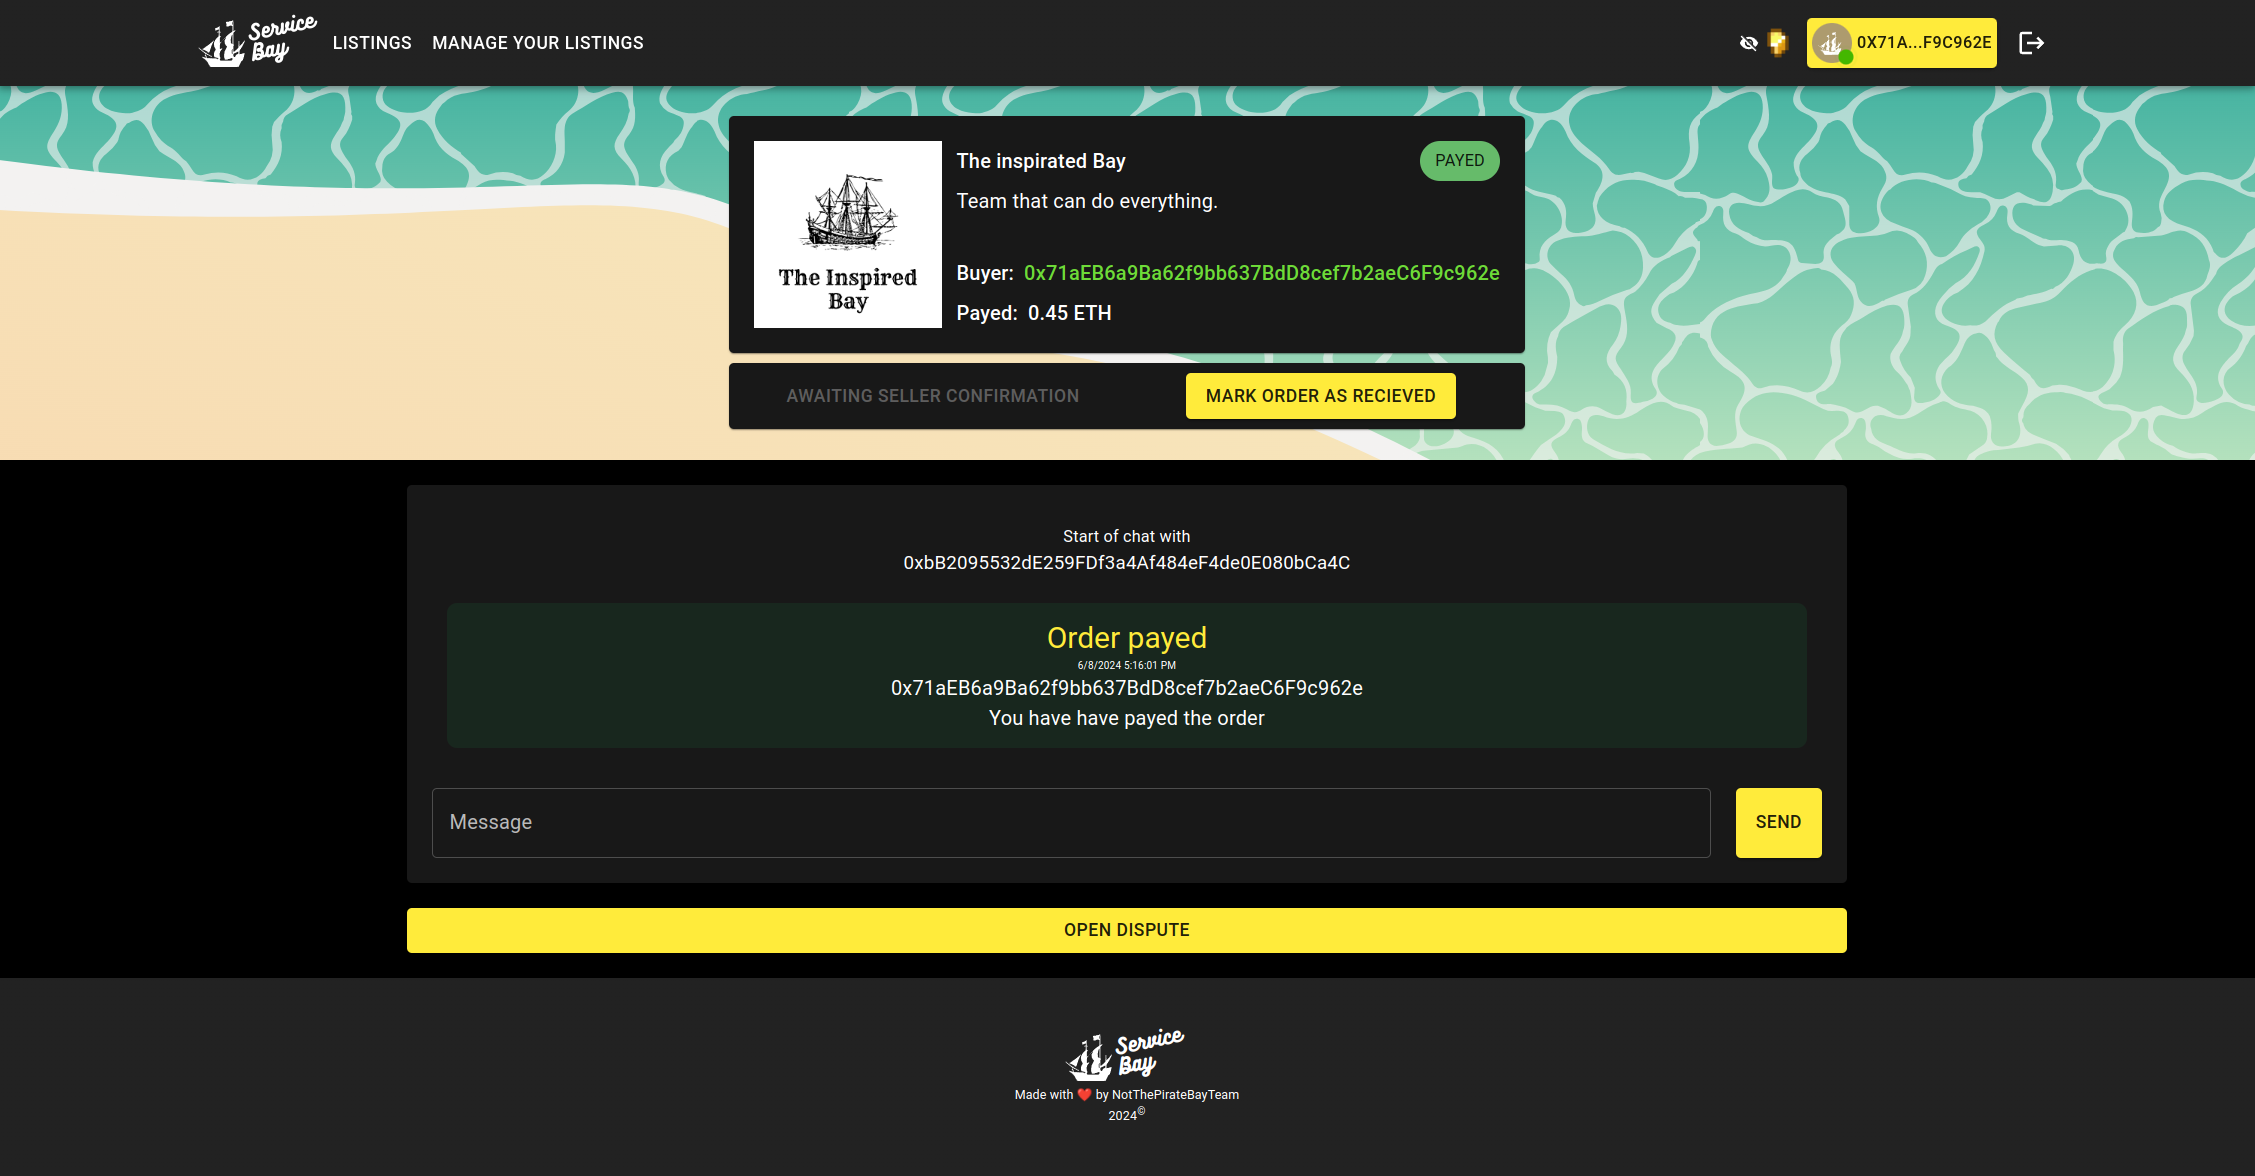 Service Bay
LISTINGS
MANAGE YOUR LISTINGS
0X71A...F9C962E
The inspirated Bay
PAYED
Team that can do everything.
The Inspired
Bay
Buyer: 0x71aEB6a9Ba62f9bb637BdD8cef7b2aeC6F9c962e
Payed: 0.45 ETH
AWAITING SELLER CONFIRMATION
MARK ORDER AS RECIEVED
Start of chat with
0xbB2095532dE259FDf3a4Af484eF4de0E080bCa4C
Order payed
6/8/2024 5:16:01 PM
0x71aEB6a9Ba62f9bb637BdD8cef7b2aeC6F9c962e
You have have payed the order
Message
SEND
OPEN DISPUTE
Service
Bay
Made with ❤️ by NotThePirateBayTeam
2024©